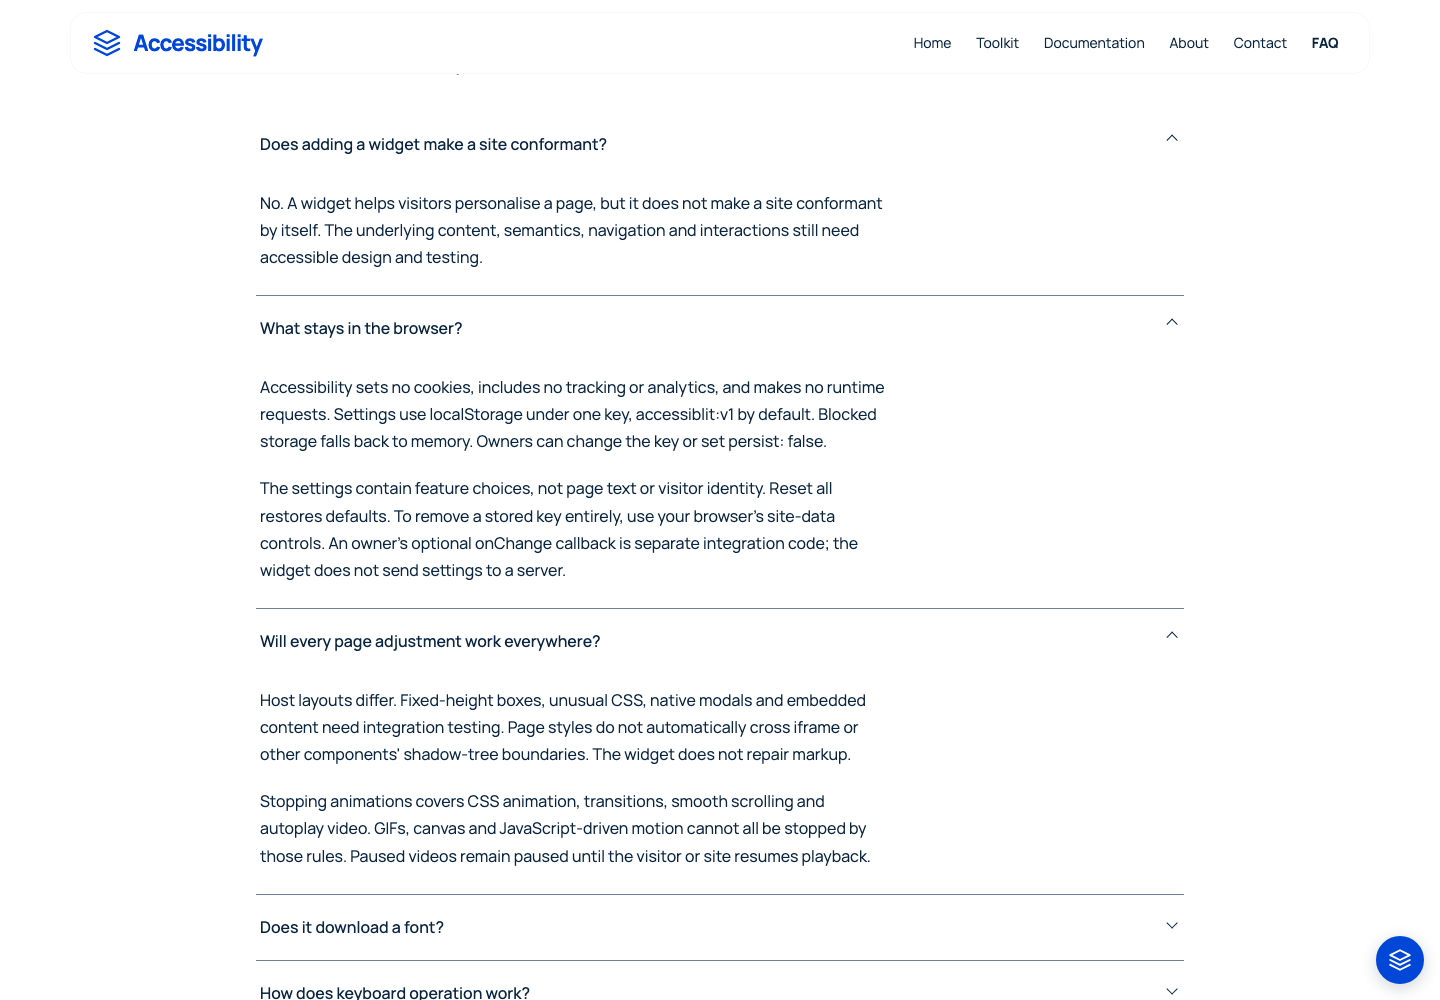 Accessibility
Home
Toolkit
Documentation
About
Contact
FAQ
Does adding a widget make a site conformant?
No. A widget helps visitors personalise a page, but it does not make a site conformant
by itself. The underlying content, semantics, navigation and interactions still need
accessible design and testing.
What stays in the browser?
Accessibility sets no cookies, includes no tracking or analytics, and makes no runtime
requests. Settings use localStorage under one key, accessiblit:v1 by default. Blocked
storage falls back to memory. Owners can change the key or set persist: false.
The settings contain feature choices, not page text or visitor identity. Reset all
restores defaults. To remove a stored key entirely, use your browser’s site-data
controls. An owner’s optional onChange callback is separate integration code; the
widget does not send settings to a server.
Will every page adjustment work everywhere?
Host layouts differ. Fixed-height boxes, unusual CSS, native modals and embedded
content need integration testing. Page styles do not automatically cross iframe or
other components' shadow-tree boundaries. The widget does not repair markup.
Stopping animations covers CSS animation, transitions, smooth scrolling and
autoplay video. GIFs, canvas and JavaScript-driven motion cannot all be stopped by
those rules. Paused videos remain paused until the visitor or site resumes playback.
Does it download a font?
How does keyboard operation work?